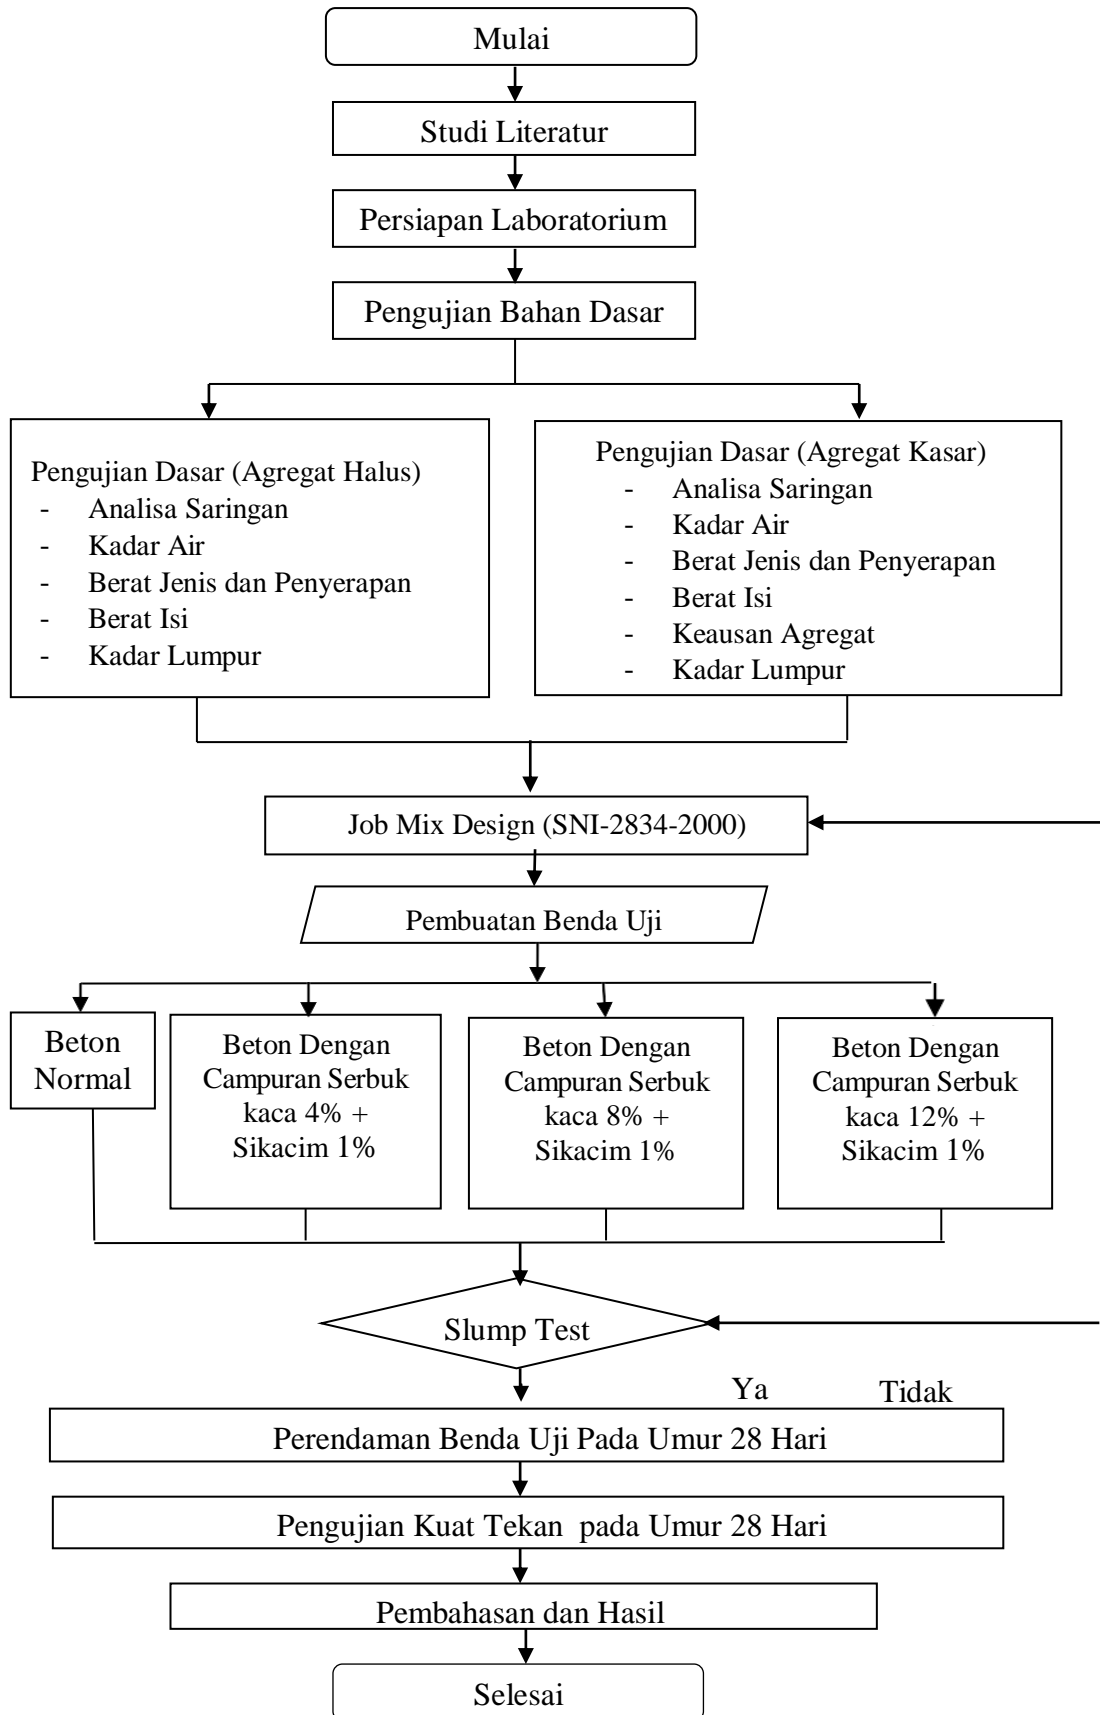 Mulai
Studi Literatur
Persiapan Laboratorium
Pengujian Bahan Dasar
Pengujian Dasar (Agregat Halus)
- Analisa Saringan
- Kadar Air
- Berat Jenis dan Penyerapan
- Berat Isi
- Kadar Lumpur
Pengujian Dasar (Agregat Kasar)
- Analisa Saringan
- Kadar Air
- Berat Jenis dan Penyerapan
- Berat Isi
- Keausan Agregat
- Kadar Lumpur
Job Mix Design (SNI-2834-2000)
Pembuatan Benda Uji
Beton
Normal
Beton Dengan
Campuran Serbuk
kaca 4% +
Sikacim 1%
Beton Dengan
Campuran Serbuk
kaca 8% +
Sikacim 1%
Beton Dengan
Campuran Serbuk
kaca 12% +
Sikacim 1%
Slump Test
Ya
Tidak
Perendaman Benda Uji Pada Umur 28 Hari
Pengujian Kuat Tekan pada Umur 28 Hari
Pembahasan dan Hasil
Selesai